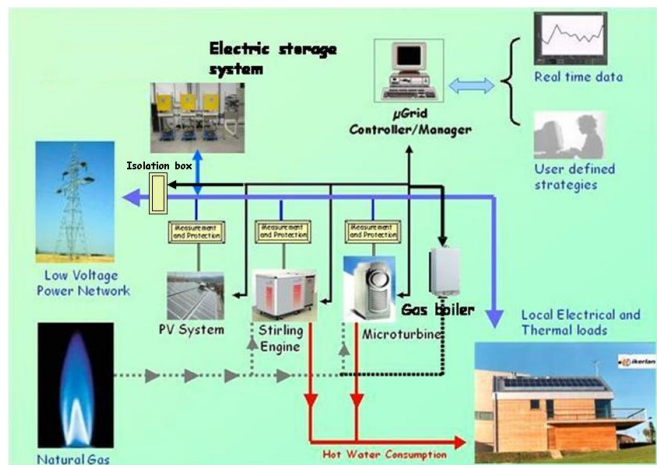 Electric storage
system
Real time data
µGrid
Controller/Manager
User defined
strategies
Isolation box
Measurement
and Protection
Measurement
and Protection
Measurement
and Protection
Low Voltage
Power Network
PV System
Stirling
Engine
Microturbine
Gas boiler
Local Electrical and
Thermal loads
ikerlan
Natural Gas
Hot Water Consumption